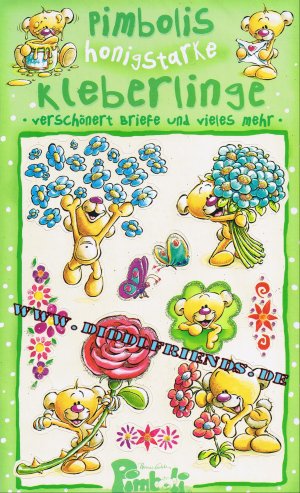 Pimbolis
honigstarke
Kleberlinge
• verschönert Briefe und vieles mehr •
WWW.DIDDLFRIENDS.DE
Pimboli